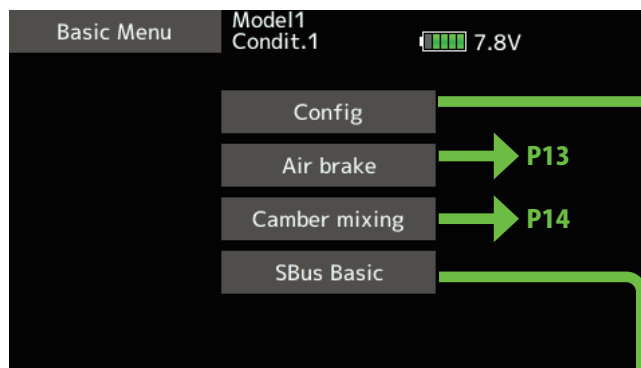 Basic Menu
Model1
Condit.1
7.8V
Config
Air brake
P13
Camber mixing
P14
SBus Basic